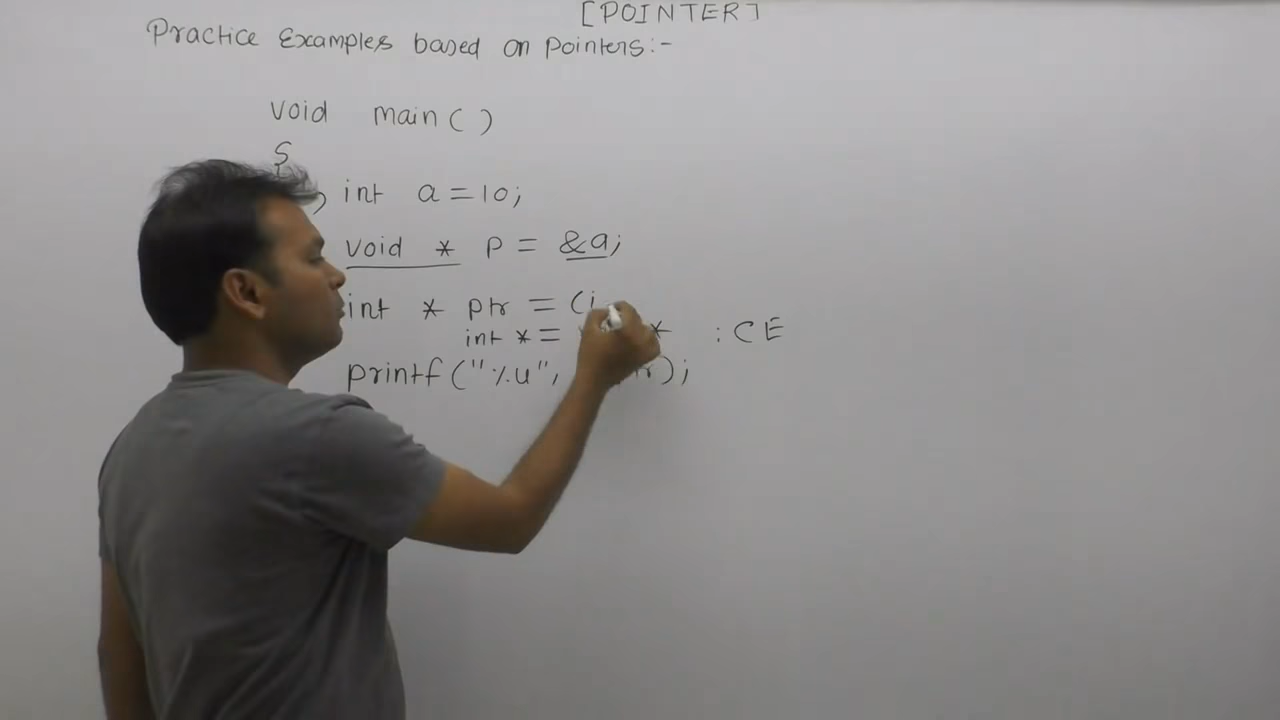 [POINTER]
Practice Examples based on Pointers:-
void main( )
{
int a=10;
void * P = &a;
int * ptr = (i
int *= * : CE
printf("%u", );